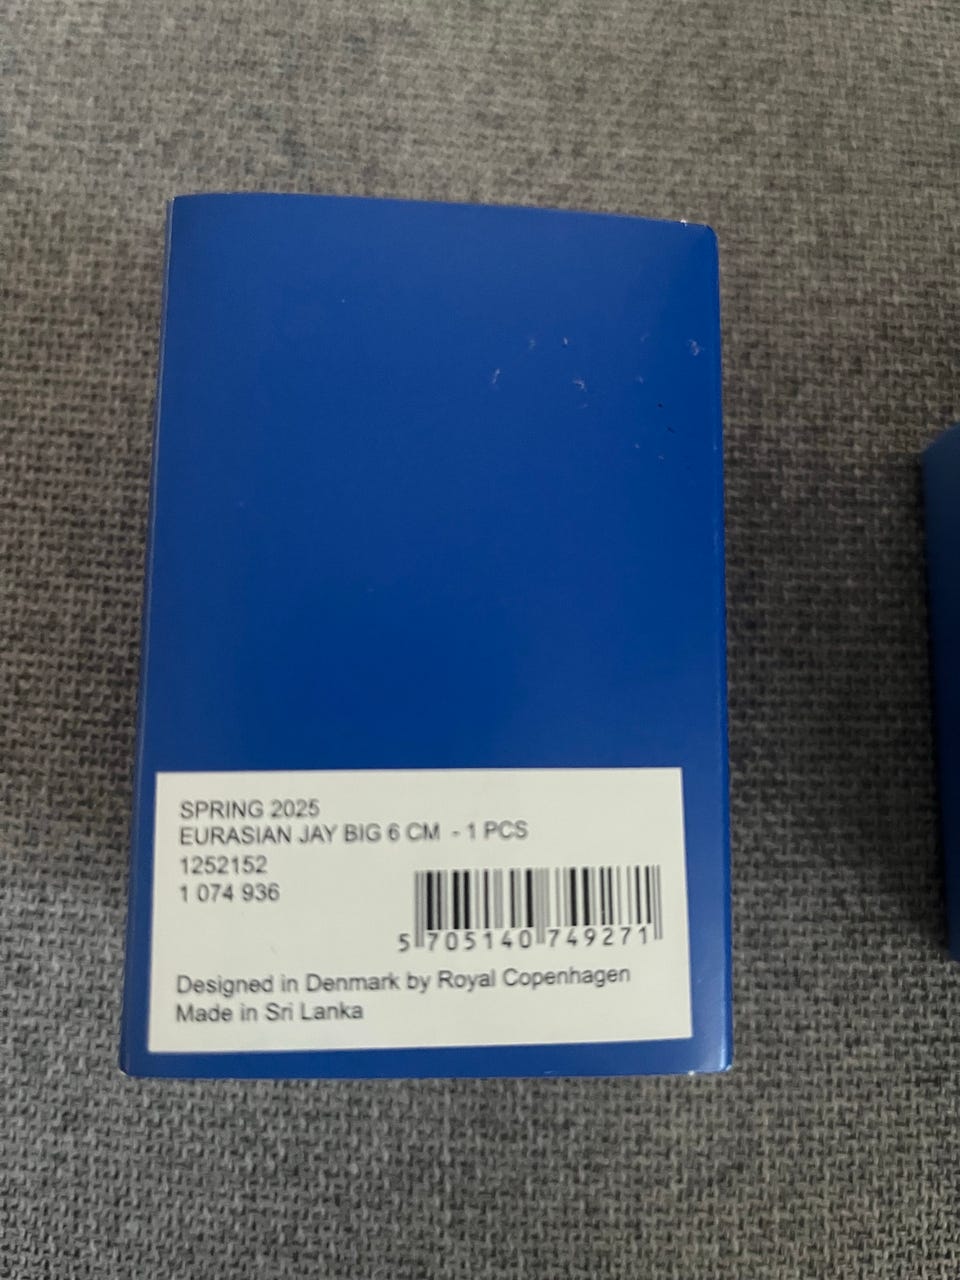 SPRING 2025
EURASIAN JAY BIG 6 CM - 1 PCS
1252152
1 074 936
5 705140 749271
Designed in Denmark by Royal Copenhagen
Made in Sri Lanka